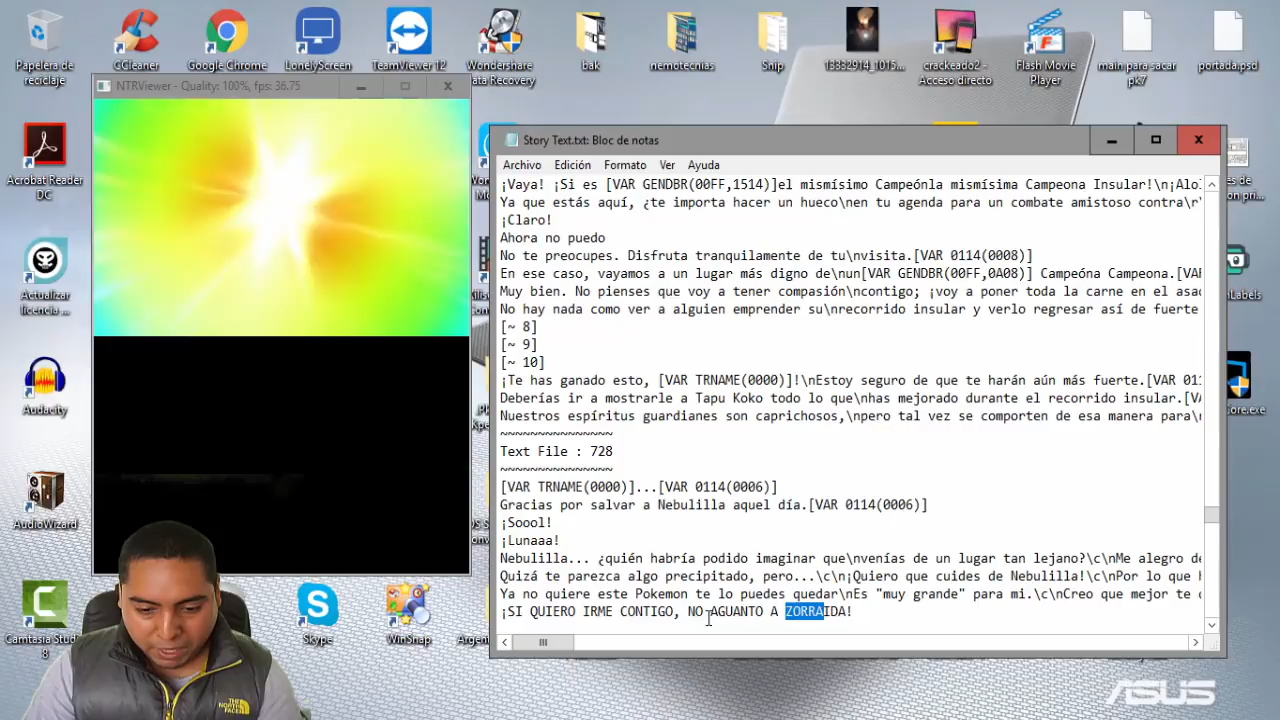 Papelera de
reciclaje
CCleaner
Google Chrome
LonelyScreen
TeamViewer 12
Wondershare
Data Recovery
bak
nemotecnias
Snip
13332914_1015...
crackeado2 -
Acceso directo
Flash Movie
Player
main para sacar
pk7
portada.psd
NTRViewer - Quality: 100%, fps: 36.75
Acrobat Reader
DC
Actualizar
licencia ...
Audacity
AudioWizard
Camtasia Studio
8
Skype
WinSnap
Story Text.txt: Bloc de notas
Archivo Edición Formato Ver Ayuda
¡Vaya! ¡Si es [VAR GENDBR(00FF,1514)]el mismísimo Campeónla mismísima Campeona Insular!\n¡Alo
Ya que estás aquí, ¿te importa hacer un hueco\nen tu agenda para un combate amistoso contra\
¡Claro!
Ahora no puedo
No te preocupes. Disfruta tranquilamente de tu\nvisita.[VAR 0114(0008)]
En ese caso, vayamos a un lugar más digno de\nun[VAR GENDBR(00FF,0A08)] Campeóna Campeona.[VAR
Muy bien. No pienses que voy a tener compasión\ncontigo; ¡voy a poner toda la carne en el asad
No hay nada como ver a alguien emprender su\nrecorrido insular y verlo regresar así de fuerte
[~ 8]
[~ 9]
[~ 10]
¡Te has ganado esto, [VAR TRNAME(0000)]!\nEstoy seguro de que te harán aún más fuerte.[VAR 01
Deberías ir a mostrarle a Tapu Koko todo lo que\nhas mejorado durante el recorrido insular.[V
Nuestros espíritus guardianes son caprichosos,\npero tal vez se comporten de esa manera para\
~~~~~~~~~~~~~~~
Text File : 728
~~~~~~~~~~~~~~~
[VAR TRNAME(0000)]...[VAR 0114(0006)]
Gracias por salvar a Nebulilla aquel día.[VAR 0114(0006)]
¡Soool!
¡Lunaaa!
Nebulilla... ¿quién habría podido imaginar que\nvenías de un lugar tan lejano?\c\nMe alegro de
Quizá te parezca algo precipitado, pero...\c\n¡Quiero que cuides de Nebulilla!\c\nPor lo que h
Ya no quiere este Pokemon te lo puedes quedar\nEs "muy grande" para mi.\c\nCreo que mejor te
¡SI QUIERO IRME CONTIGO, NO AGUANTO A ZORRAIDA!
ASUS